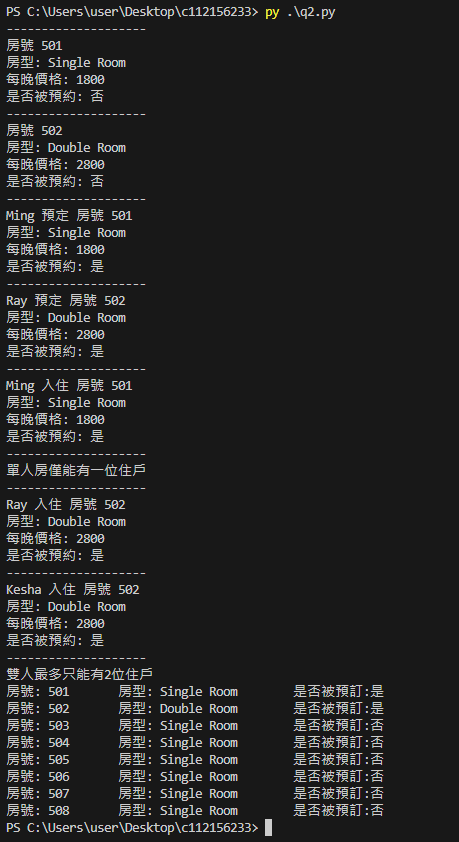 PS C:\Users\user\Desktop\c112156233> py .\q2.py
--------------------
房號 501
房型: Single Room
每晚價格: 1800
是否被預約: 否
--------------------
房號 502
房型: Double Room
每晚價格: 2800
是否被預約: 否
--------------------
Ming 預定 房號 501
房型: Single Room
每晚價格: 1800
是否被預約: 是
--------------------
Ray 預定 房號 502
房型: Double Room
每晚價格: 2800
是否被預約: 是
--------------------
Ming 入住 房號 501
房型: Single Room
每晚價格: 1800
是否被預約: 是
--------------------
單人房僅能有一位住戶
--------------------
Ray 入住 房號 502
房型: Double Room
每晚價格: 2800
是否被預約: 是
--------------------
Kesha 入住 房號 502
房型: Double Room
每晚價格: 2800
是否被預約: 是
--------------------
雙人最多只能有2位住戶
房號: 501 房型: Single Room 是否被預訂:是
房號: 502 房型: Double Room 是否被預訂:是
房號: 503 房型: Single Room 是否被預訂:否
房號: 504 房型: Single Room 是否被預訂:否
房號: 505 房型: Single Room 是否被預訂:否
房號: 506 房型: Single Room 是否被預訂:否
房號: 507 房型: Single Room 是否被預訂:否
房號: 508 房型: Single Room 是否被預訂:否
PS C:\Users\user\Desktop\c112156233>